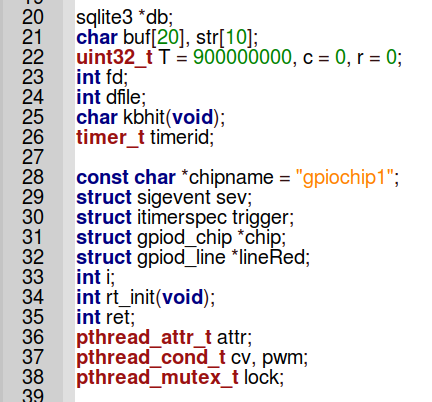 20 sqlite3 *db;
21 char buf[20], str[10];
22 uint32_t T = 900000000, c = 0, r = 0;
23 int fd;
24 int dfile;
25 char kbhit(void);
26 timer_t timerid;
27
28 const char *chipname = "gpiochip1";
29 struct sigevent sev;
30 struct itimerspec trigger;
31 struct gpiod_chip *chip;
32 struct gpiod_line *lineRed;
33 int i;
34 int rt_init(void);
35 int ret;
36 pthread_attr_t attr;
37 pthread_cond_t cv, pwm;
38 pthread_mutex_t lock;
39